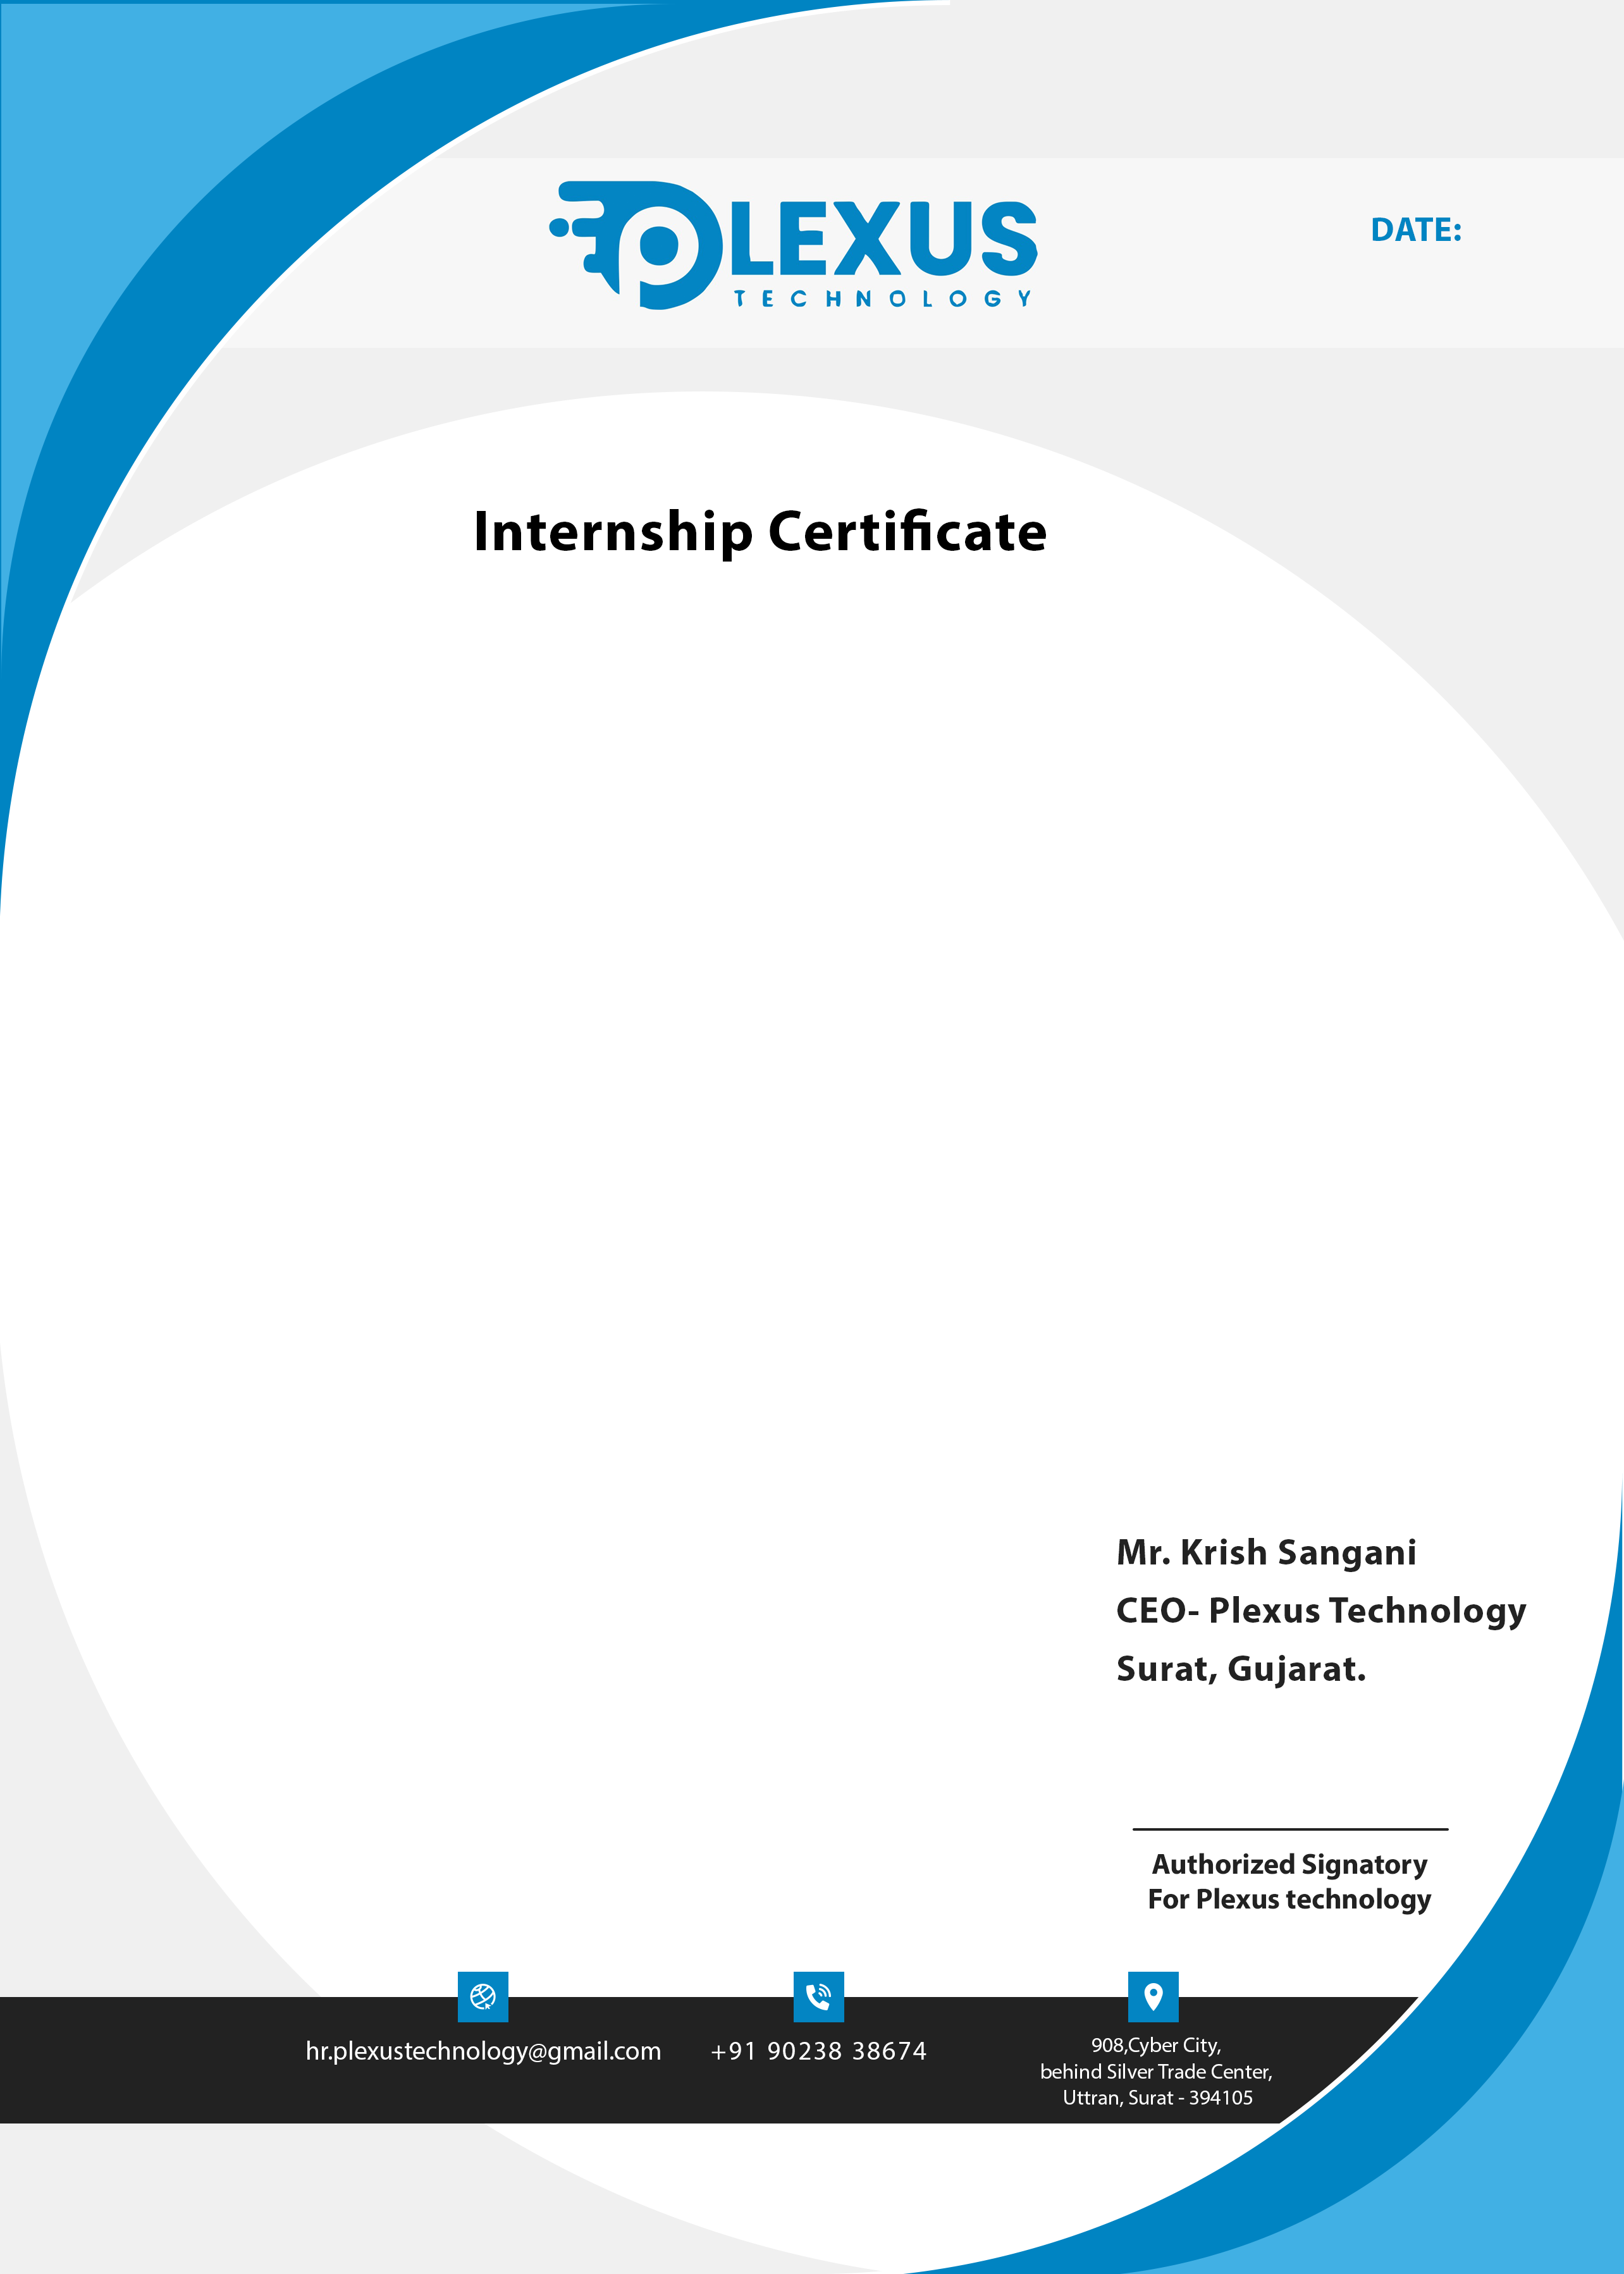 PLEXUS
TECHNOLOGY
DATE:
Internship Certificate
Mr. Krish Sangani
CEO- Plexus Technology
Surat, Gujarat.
Authorized Signatory
For Plexus technology
hr.plexustechnology@gmail.com
+91 90238 38674
908,Cyber City,
behind Silver Trade Center,
Uttran, Surat - 394105